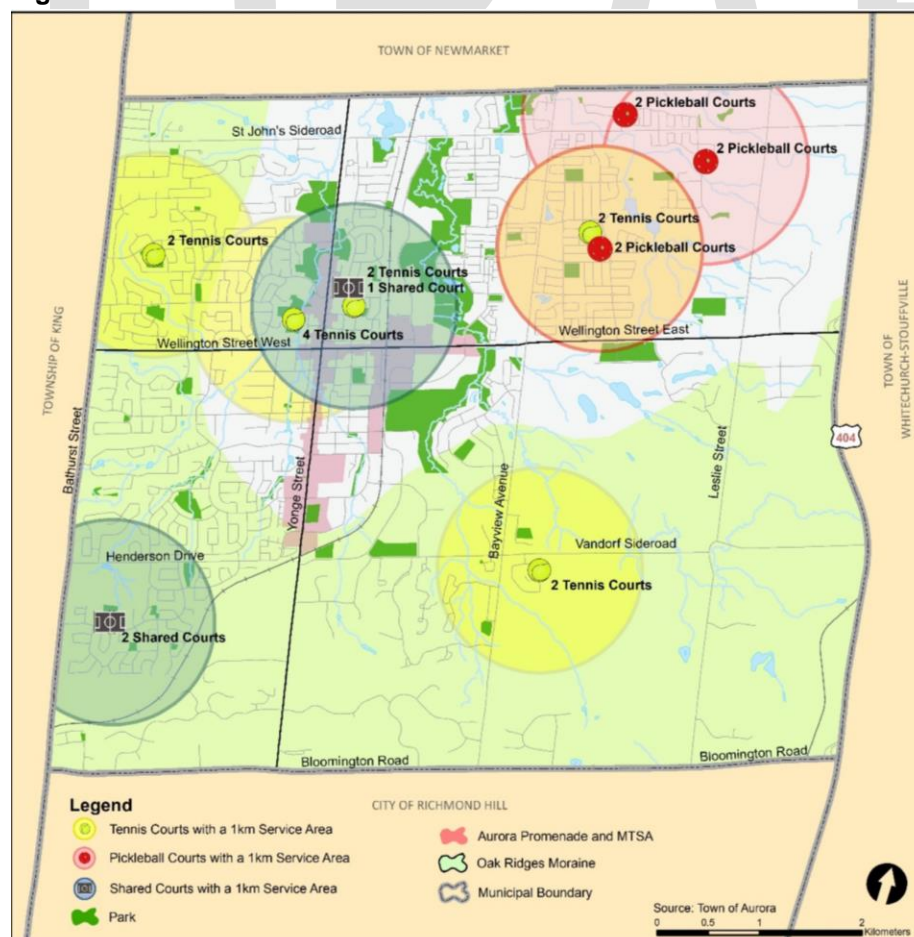 TOWN OF NEWMARKET
2 Pickleball Courts
St John's Sideroad
2 Pickleball Courts
2 Tennis Courts
2 Tennis Courts
2 Pickleball Courts
2 Tennis Courts
1 Shared Court
4 Tennis Courts
Wellington Street East
Wellington Street West
TOWNSHIP OF KING
TOWN OF
WHITECHURCH-STOUFFVILLE
Bathurst Street
404
Leslie Street
Yonge Street
Bayview Avenue
Vandorf Sideroad
Henderson Drive
2 Tennis Courts
2 Shared Courts
Bloomington Road
Bloomington Road
Legend
CITY OF RICHMOND HILL
Tennis Courts with a 1km Service Area
Pickleball Courts with a 1km Service Area
Shared Courts with a 1km Service Area
Park
Aurora Promenade and MTSA
Oak Ridges Moraine
Municipal Boundary
Source: Town of Aurora
0 0.5 1 2
Kilometers